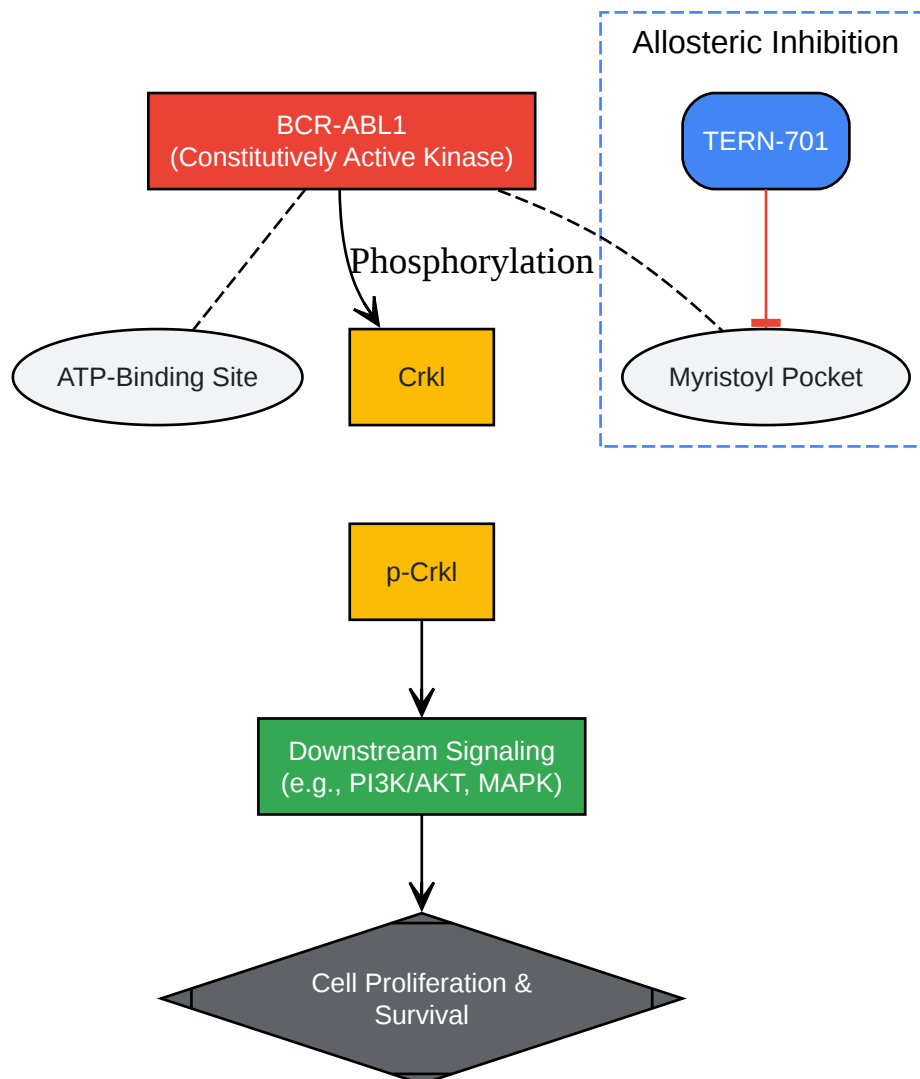 Allosteric Inhibition
BCR-ABL1
(Constitutively Active Kinase)
TERN-701
Phosphorylation
ATP-Binding Site
Crkl
Myristoyl Pocket
p-Crkl
Downstream Signaling
(e.g., PI3K/AKT, MAPK)
Cell Proliferation &
Survival